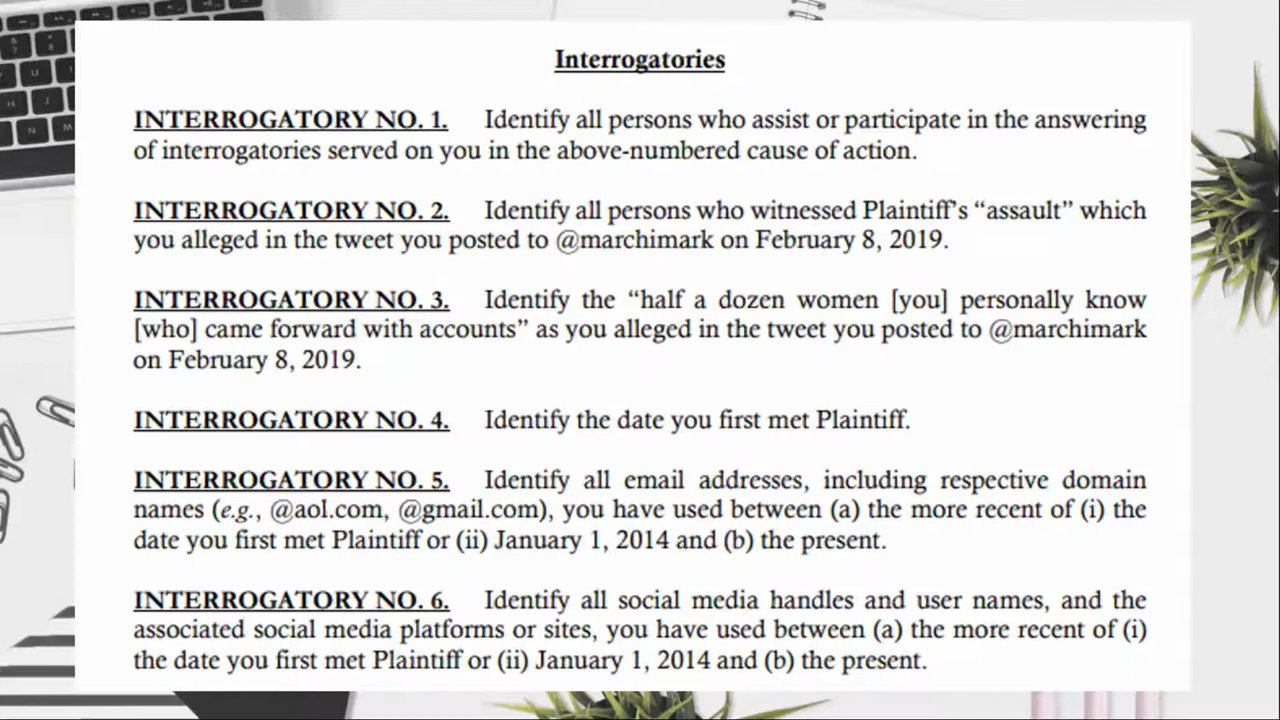 Interrogatories
INTERROGATORY NO. 1. Identify all persons who assist or participate in the answering
of interrogatories served on you in the above-numbered cause of action.
INTERROGATORY NO. 2. Identify all persons who witnessed Plaintiff's “assault” which
you alleged in the tweet you posted to @marchimark on February 8, 2019.
INTERROGATORY NO. 3. Identify the “half a dozen women [you] personally know
[who] came forward with accounts” as you alleged in the tweet you posted to @marchimark
on February 8, 2019.
INTERROGATORY NO. 4. Identify the date you first met Plaintiff.
INTERROGATORY NO. 5. Identify all email addresses, including respective domain
names (e.g., @aol.com, @gmail.com), you have used between (a) the more recent of (i) the
date you first met Plaintiff or (ii) January 1, 2014 and (b) the present.
INTERROGATORY NO. 6. Identify all social media handles and user names, and the
associated social media platforms or sites, you have used between (a) the more recent of (i)
the date you first met Plaintiff or (ii) January 1, 2014 and (b) the present.